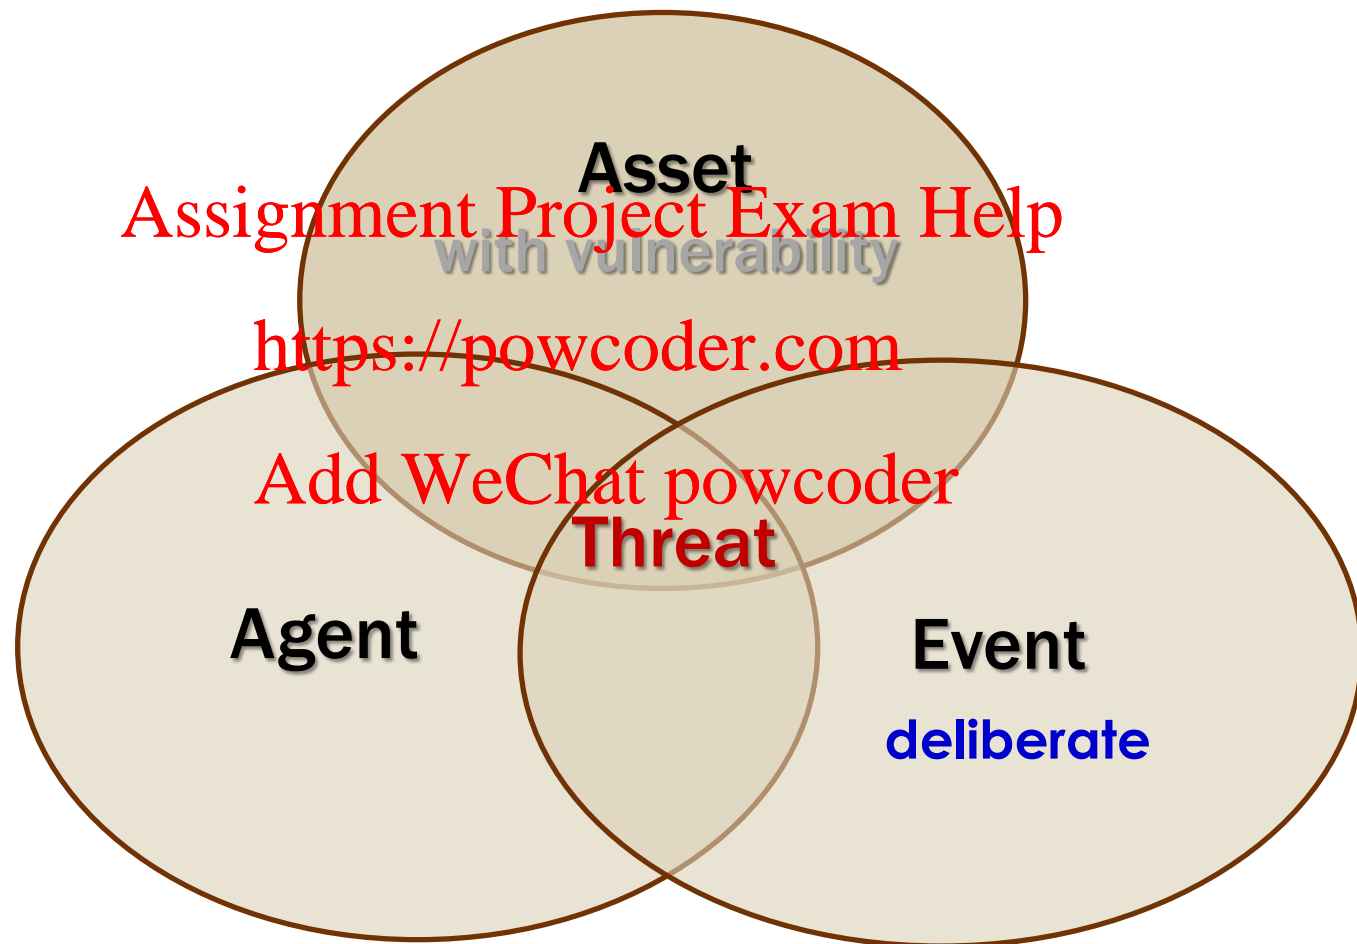 Asset
Assignment Project Exam Help
with vulnerability
https://powcoder.com
Add WeChat powcoder
Threat
Agent
Event
deliberate